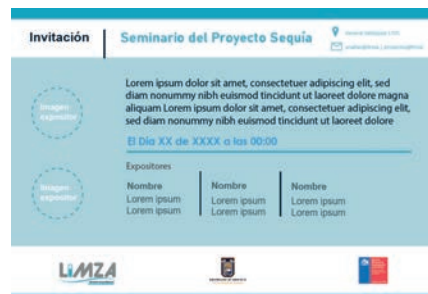 Invitación
Seminario del Proyecto Sequía
Lorem ipsum dolor sit amet, consectetuer adipiscing elit, sed
diam nonummy nibh euismod tincidunt ut laoreet dolore magna
aliquam Lorem ipsum dolor sit amet, consectetuer adipiscing elit,
sed diam nonummy nibh euismod tincidunt ut laoreet dolore
El Día XX de XXXX a las 00:00
Imagen
expositor
Expositores
Nombre
Lorem ipsum
Lorem ipsum
Nombre
Lorem ipsum
Lorem ipsum
Nombre
Lorem ipsum
Lorem ipsum
Imagen
expositor
LiMZA